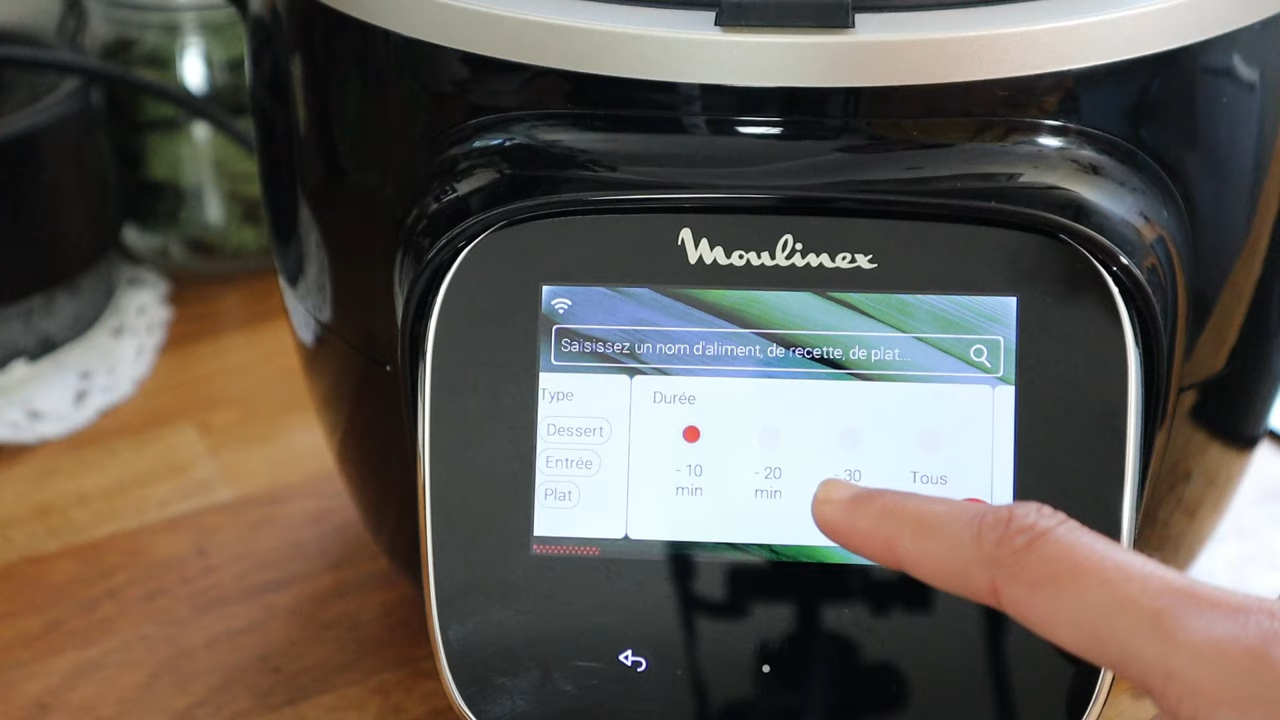 Moulinex
Saisissez un nom d'aliment, de recette, de plat...
Type
Dessert
Entrée
Plat
Durée
- 10
min
- 20
min
- 30
Tous